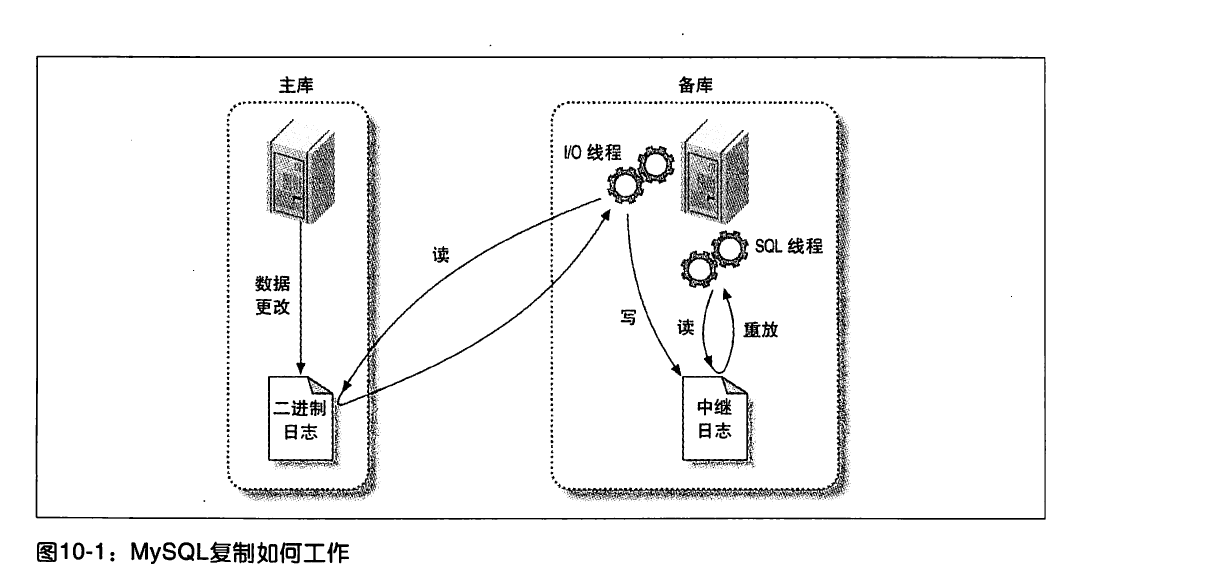 主库
备库
I/O 线程
SQL 线程
读
数据
更改
写
读
重放
二进制
日志
中继
日志
图10-1：MySQL复制如何工作